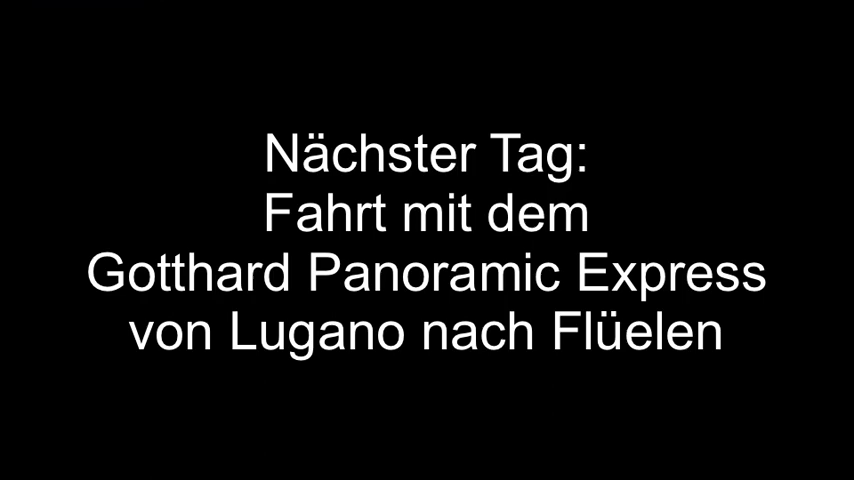 Nächster Tag:
Fahrt mit dem
Gotthard Panoramic Express
von Lugano nach Flüelen